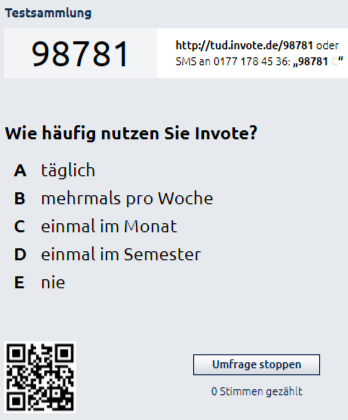 Testsammlung
98781
http://tud.invote.de/98781 oder
SMS an 0177 178 45 36: „98781 C“
Wie häufig nutzen Sie Invote?
A täglich
B mehrmals pro Woche
C einmal im Monat
D einmal im Semester
E nie
Umfrage stoppen
0 Stimmen gezählt